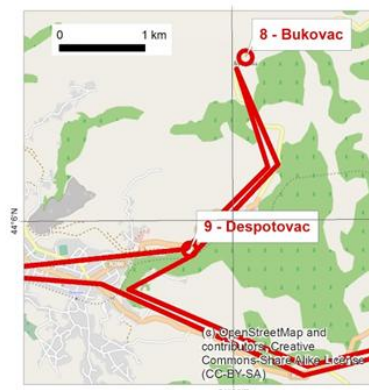 0 1 km
8 - Bukovac
44°6'N
9 - Despotovac
(c) OpenStreetMap and
contributors, Creative
Commons-Share Alike License
(CC-BY-SA)